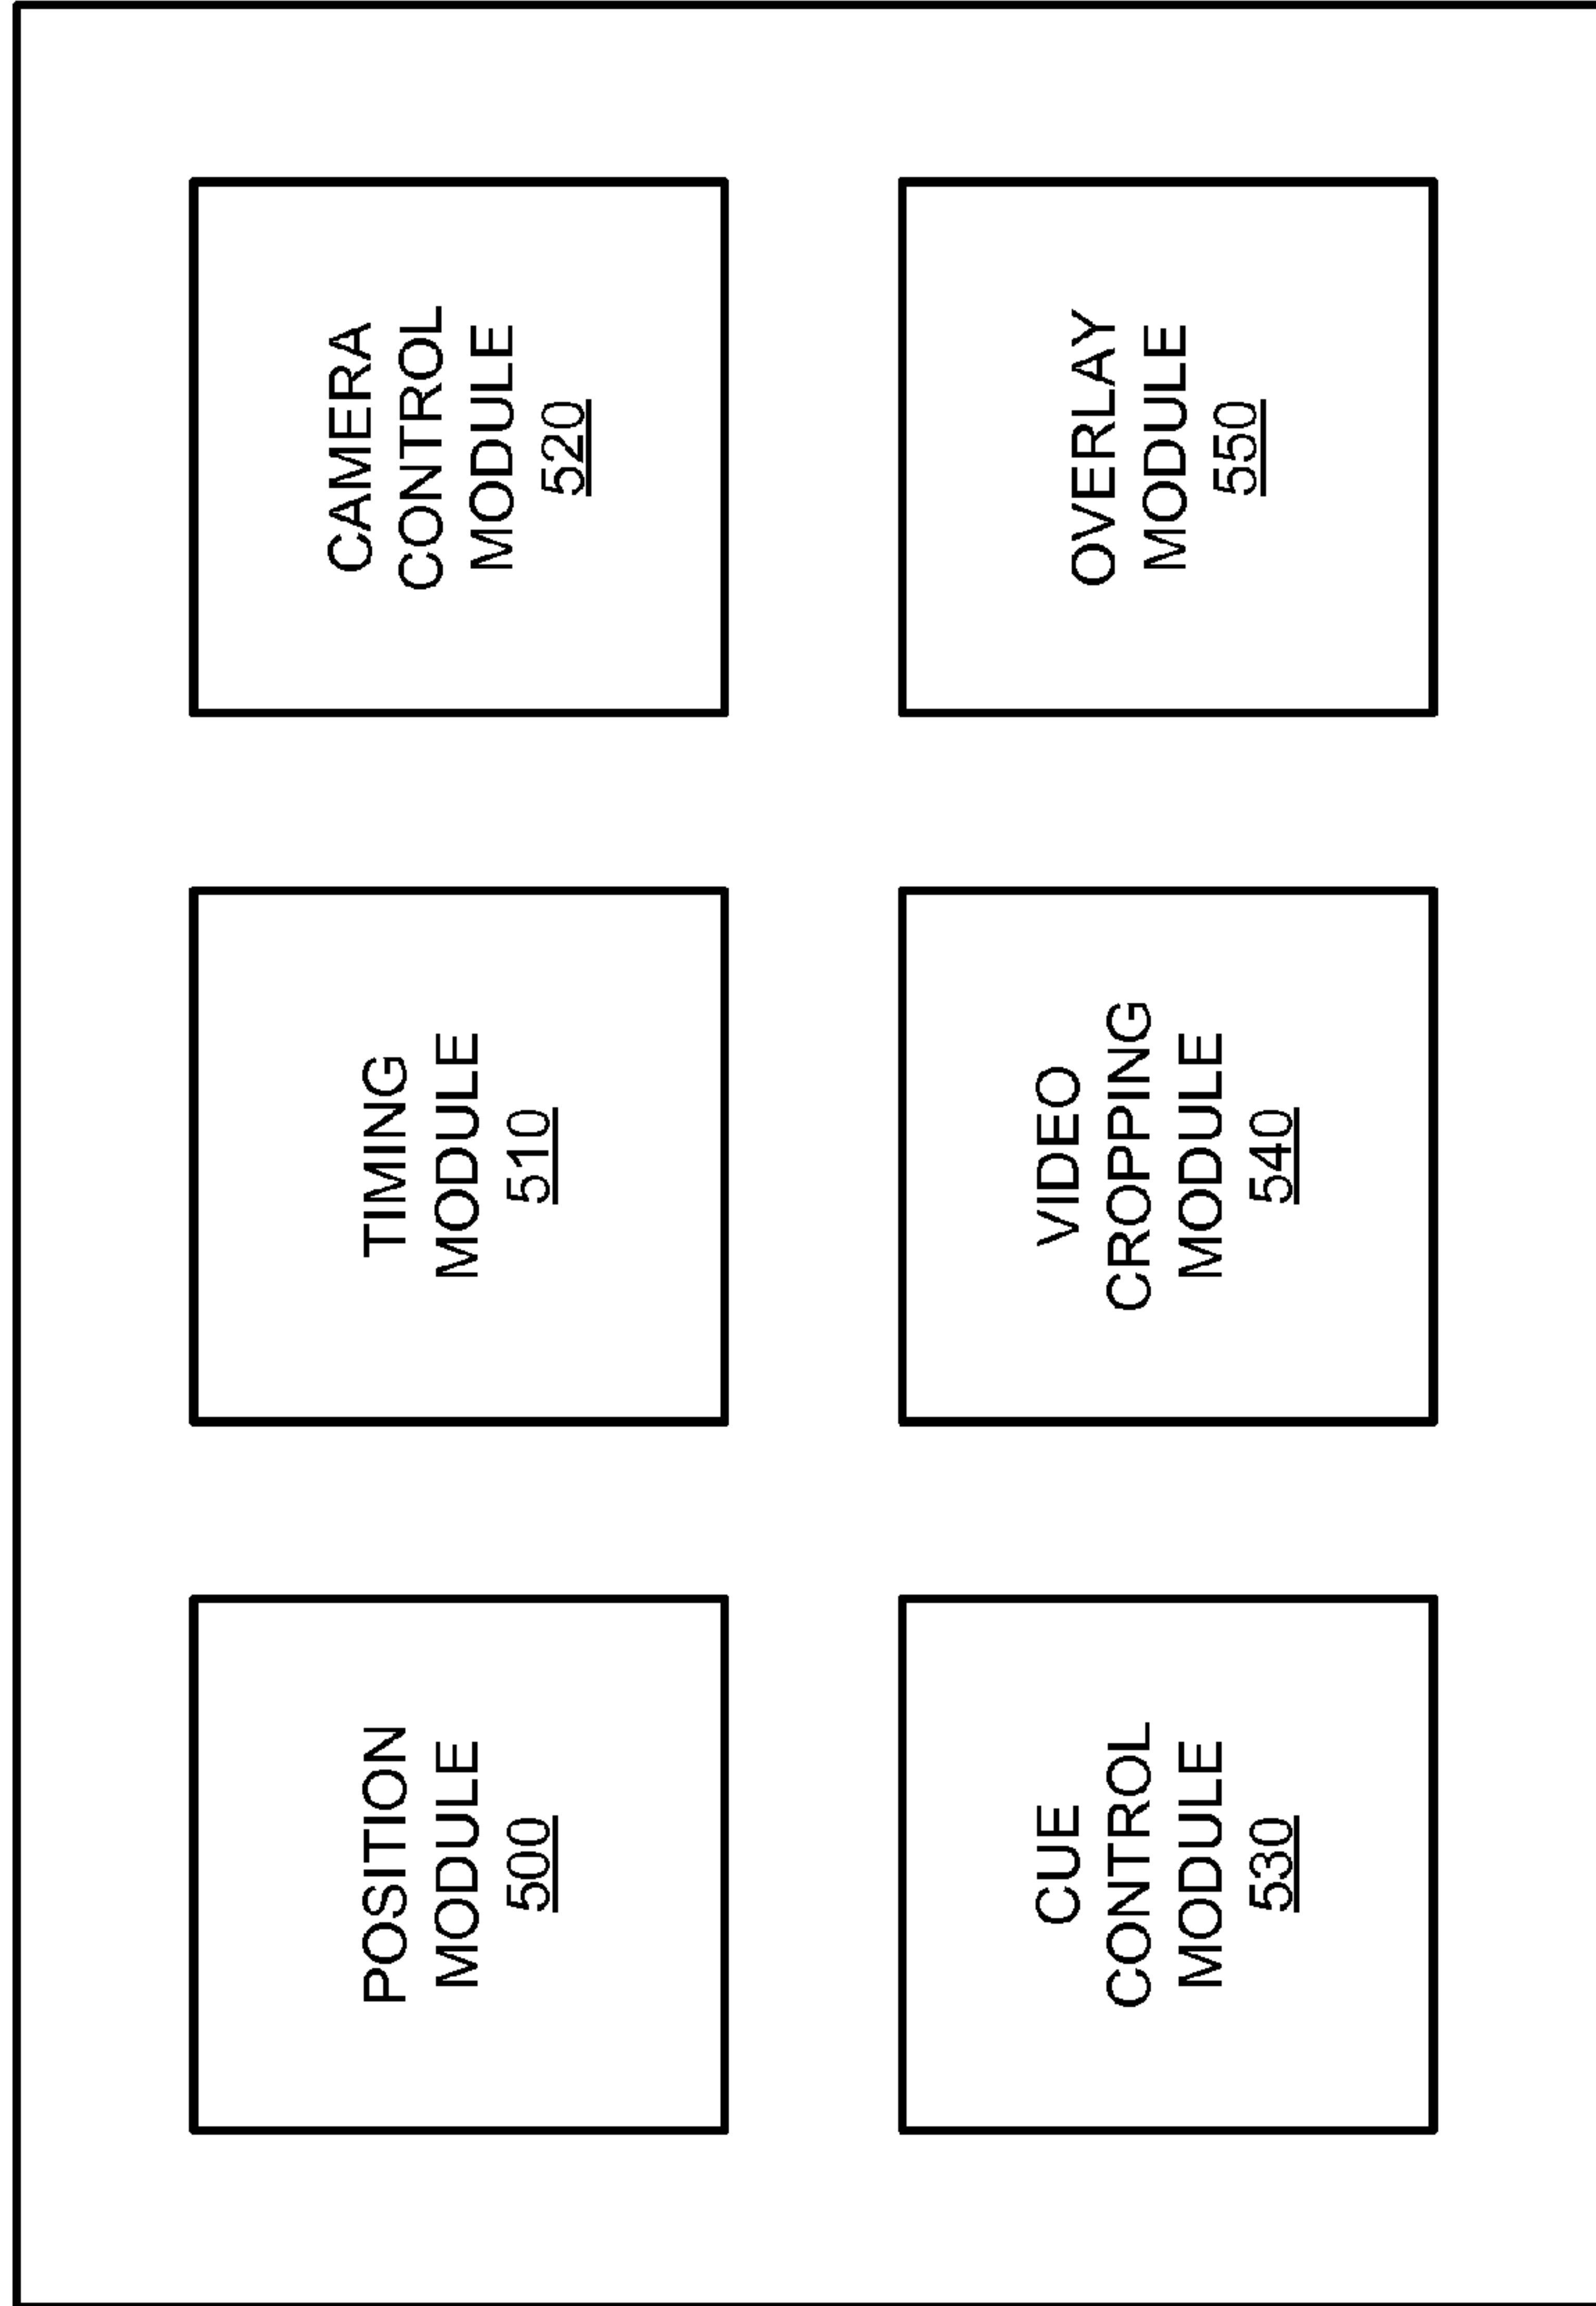 POSITION
MODULE
500
TIMING
MODULE
510
CAMERA
CONTROL
MODULE
520
CUE
CONTROL
MODULE
530
VIDEO
CROPPING
MODULE
540
OVERLAY
MODULE
550